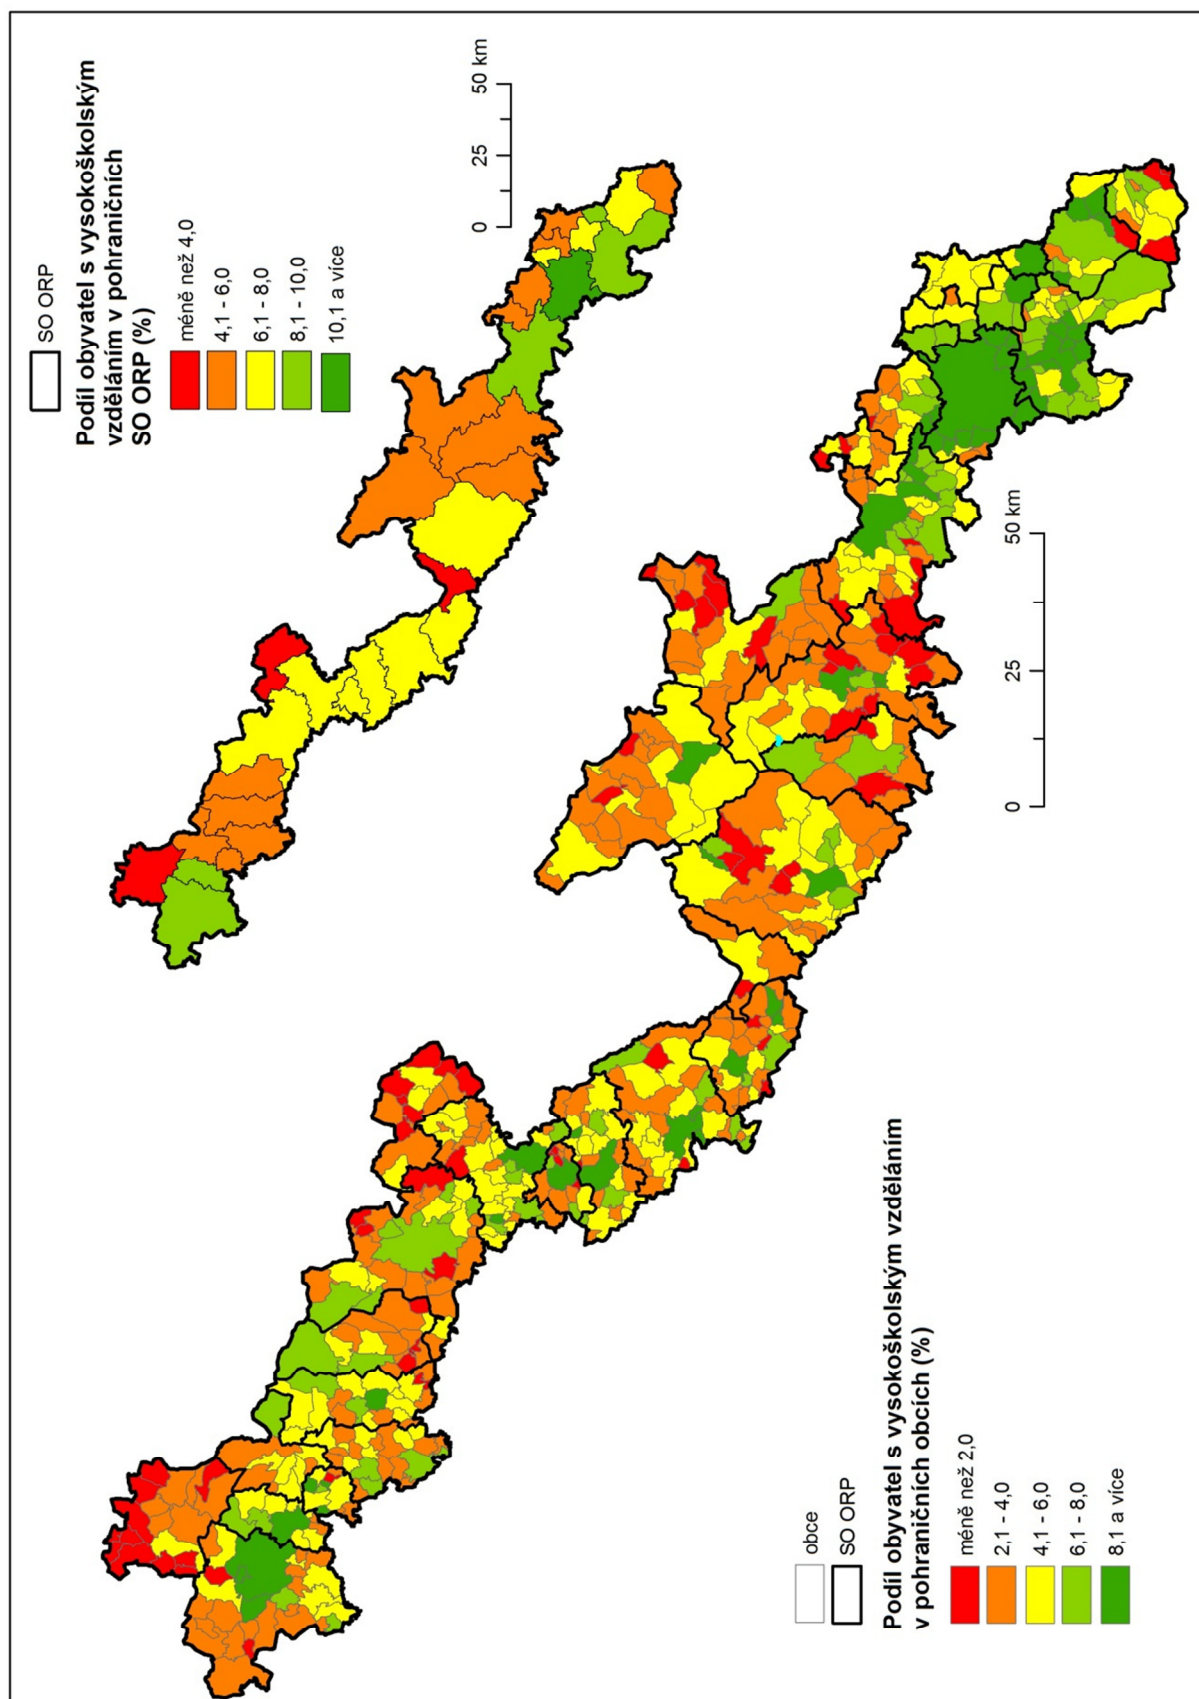 SO ORP
Podíl obyvatel s vysokoškolským
vzděláním v pohraničních
SO ORP (%)
méně než 4,0
4,1 - 6,0
6,1 - 8,0
8,1 - 10,0
10,1 a více
0 25 50 km
obce
SO ORP
Podíl obyvatel s vysokoškolským vzděláním
v pohraničních obcích (%)
méně než 2,0
2,1 - 4,0
4,1 - 6,0
6,1 - 8,0
8,1 a více
0 25 50 km